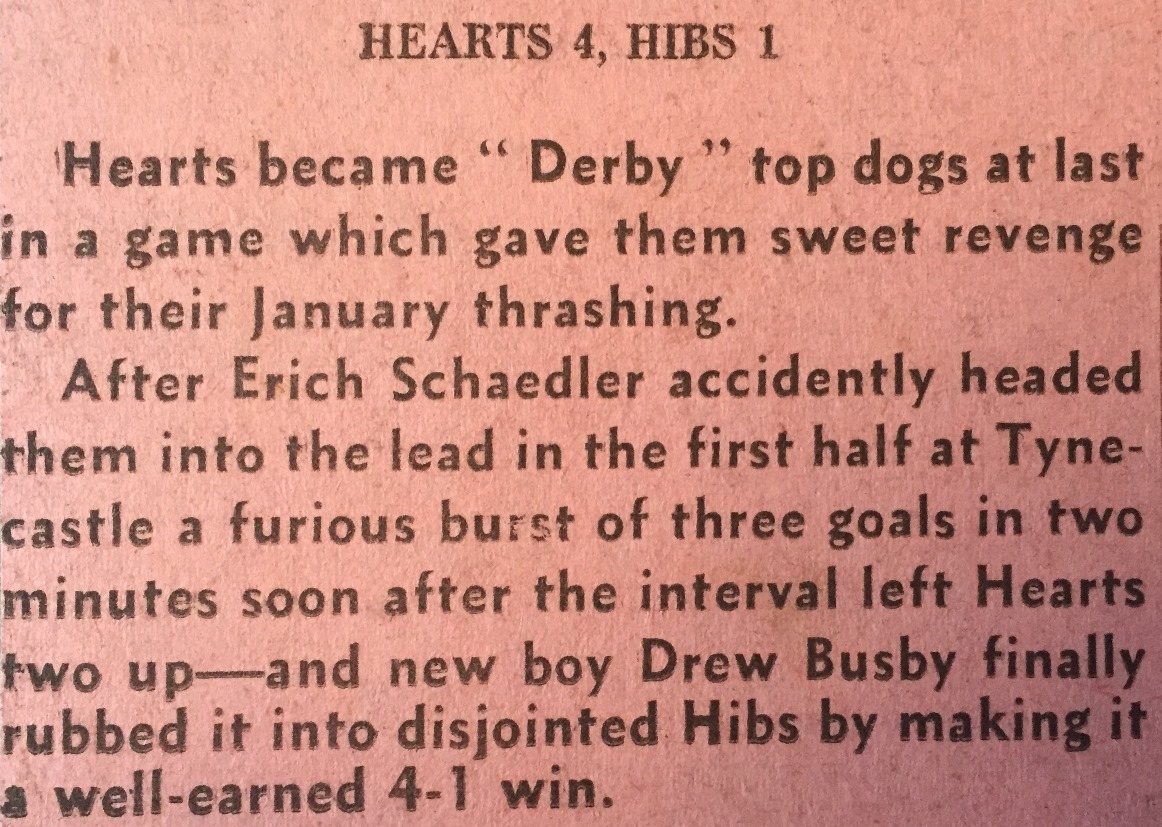 HEARTS 4, HIBS 1
Hearts became “ Derby ” top dogs at last
in a game which gave them sweet revenge
for their January thrashing.
After Erich Schaedler accidently headed
them into the lead in the first half at Tyne-
castle a furious burst of three goals in two
minutes soon after the interval left Hearts
two up—and new boy Drew Busby finally
rubbed it into disjointed Hibs by making it
a well-earned 4-1 win.